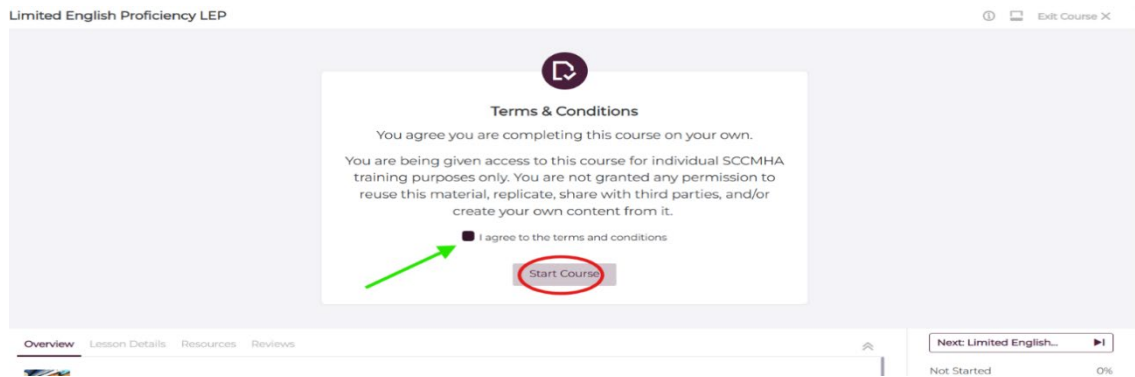 Limited English Proficiency LEP
Exit Course X
Terms & Conditions
You agree you are completing this course on your own.
You are being given access to this course for individual SCCMHA
training purposes only. You are not granted any permission to
reuse this material, replicate, share with third parties, and/or
create your own content from it.
I agree to the terms and conditions
Start Course
Overview Lesson Details Resources Reviews
Next: Limited English...
Not Started 0%